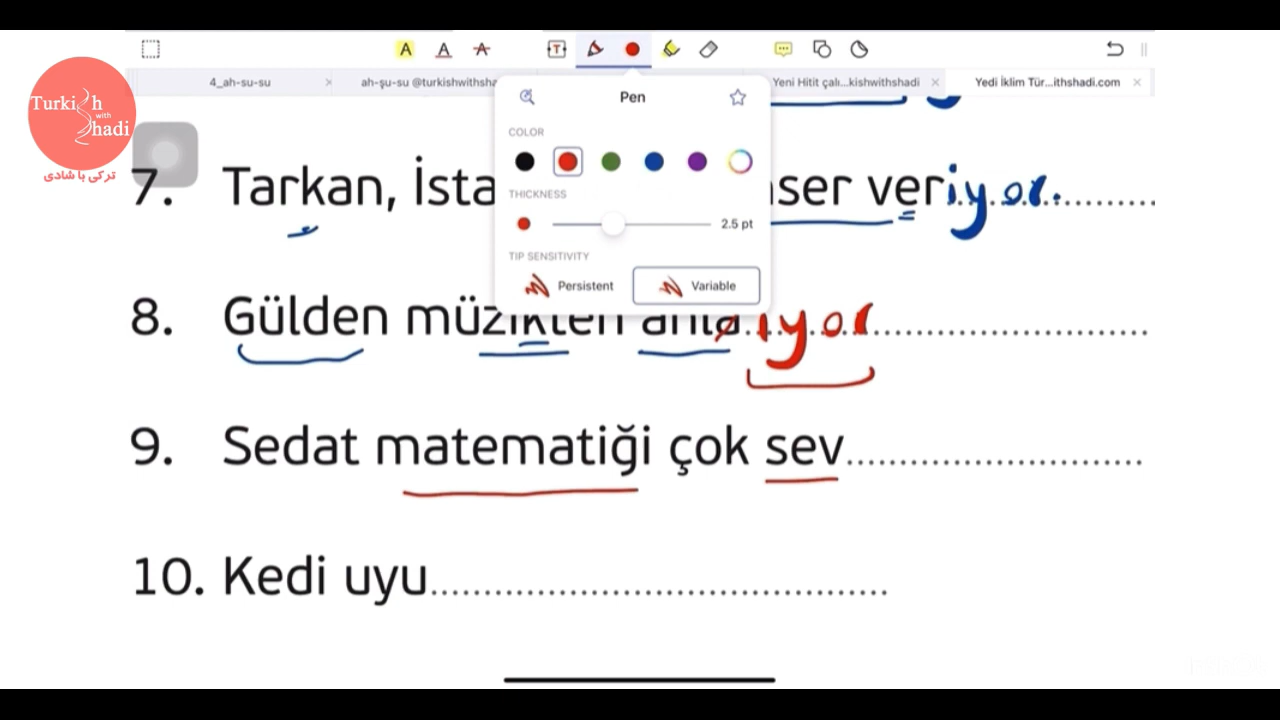 4_ah-su-su
ah-şu-su @turkishwithsha
Yeni Hitit çalı...kishwithshadi
Yedi İklim Tür...ithshadi.com
Turkish
with
Shadi
ترکی با شادی
Pen
COLOR
THICKNESS
2.5 pt
TIP SENSITIVITY
Persistent
Variable
7. Tarkan, İsta ser veriyor.
8. Gülden müzikten anlıyor
9. Sedat matematiği çok sev
10. Kedi uyu